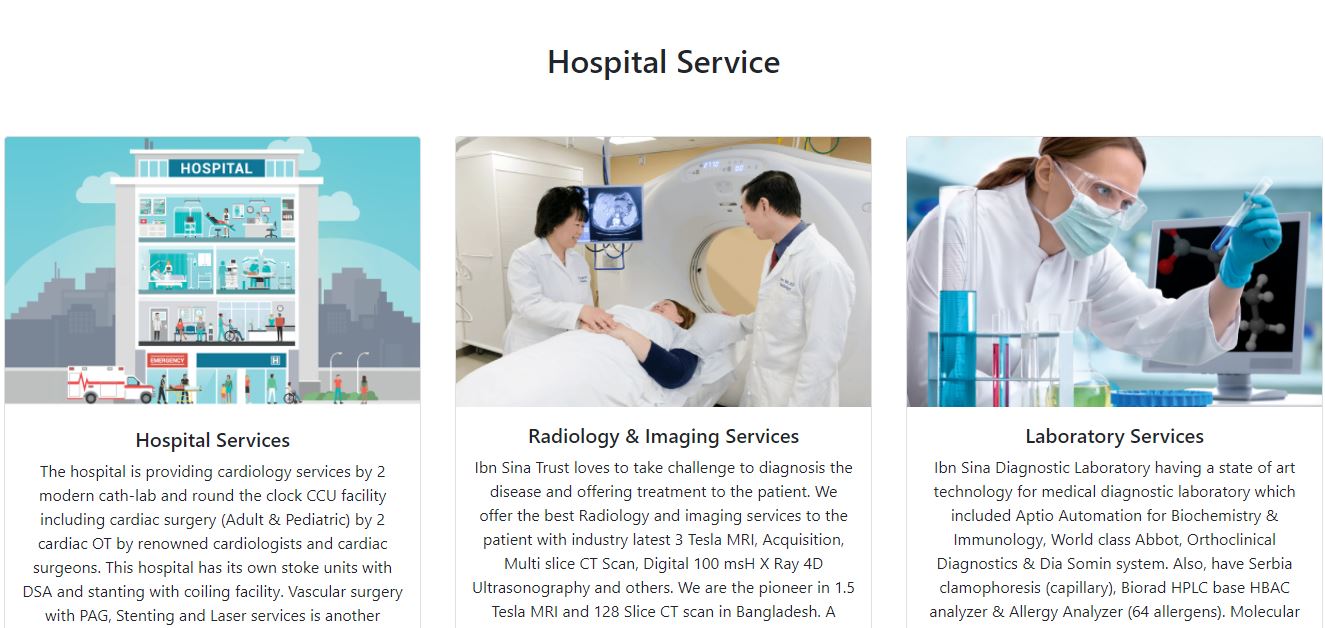 Hospital Service
HOSPITAL
EMERGENCY
H
Hospital Services
The hospital is providing cardiology services by 2
modern cath-lab and round the clock CCU facility
including cardiac surgery (Adult & Pediatric) by 2
cardiac OT by renowned cardiologists and cardiac
surgeons. This hospital has its own stoke units with
DSA and stanting with coiling facility. Vascular surgery
with PAG, Stenting and Laser services is another
Radiology & Imaging Services
Ibn Sina Trust loves to take challenge to diagnosis the
disease and offering treatment to the patient. We
offer the best Radiology and imaging services to the
patient with industry latest 3 Tesla MRI, Acquisition,
Multi slice CT Scan, Digital 100 msH X Ray 4D
Ultrasonography and others. We are the pioneer in 1.5
Tesla MRI and 128 Slice CT scan in Bangladesh. A
Laboratory Services
Ibn Sina Diagnostic Laboratory having a state of art
technology for medical diagnostic laboratory which
included Aptio Automation for Biochemistry &
Immunology, World class Abbot, Orthoclinical
Diagnostics & Dia Somin system. Also, have Serbia
clamophoresis (capillary), Biorad HPLC base HBAC
analyzer & Allergy Analyzer (64 allergens). Molecular